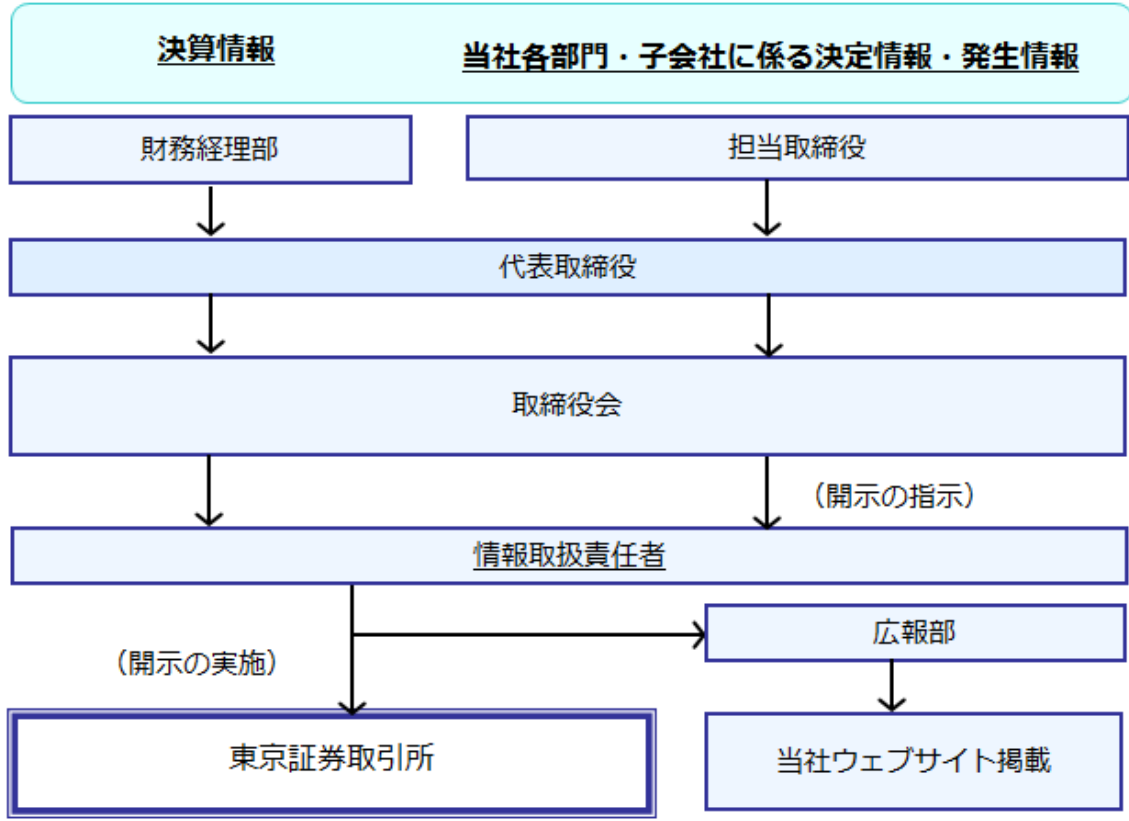 決算情報
当社各部門・子会社に係る決定情報・発生情報
財務経理部
担当取締役
代表取締役
取締役会
（開示の指示）
情報取扱責任者
広報部
（開示の実施）
東京証券取引所
当社ウェブサイト掲載